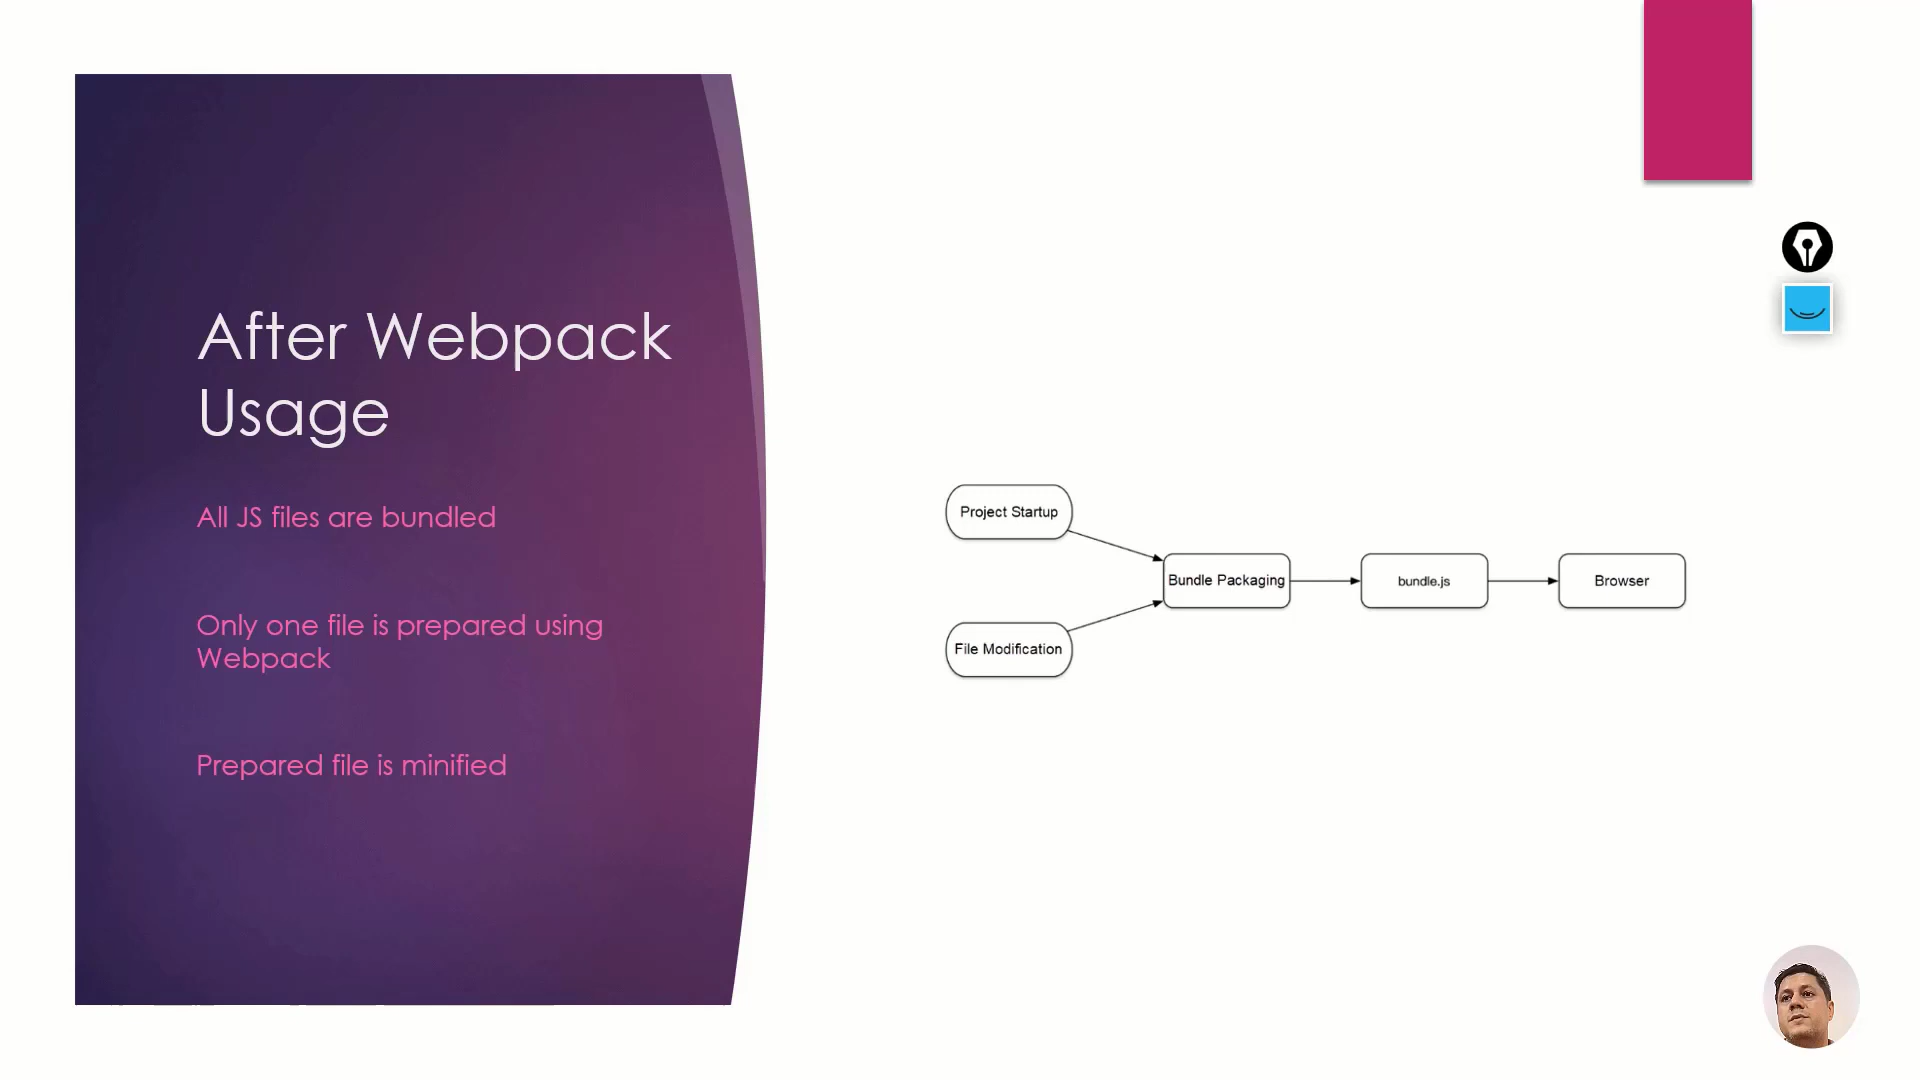 After Webpack
Usage
All JS files are bundled
Only one file is prepared using
Webpack
Prepared file is minified
Project Startup
File Modification
Bundle Packaging
bundle.js
Browser